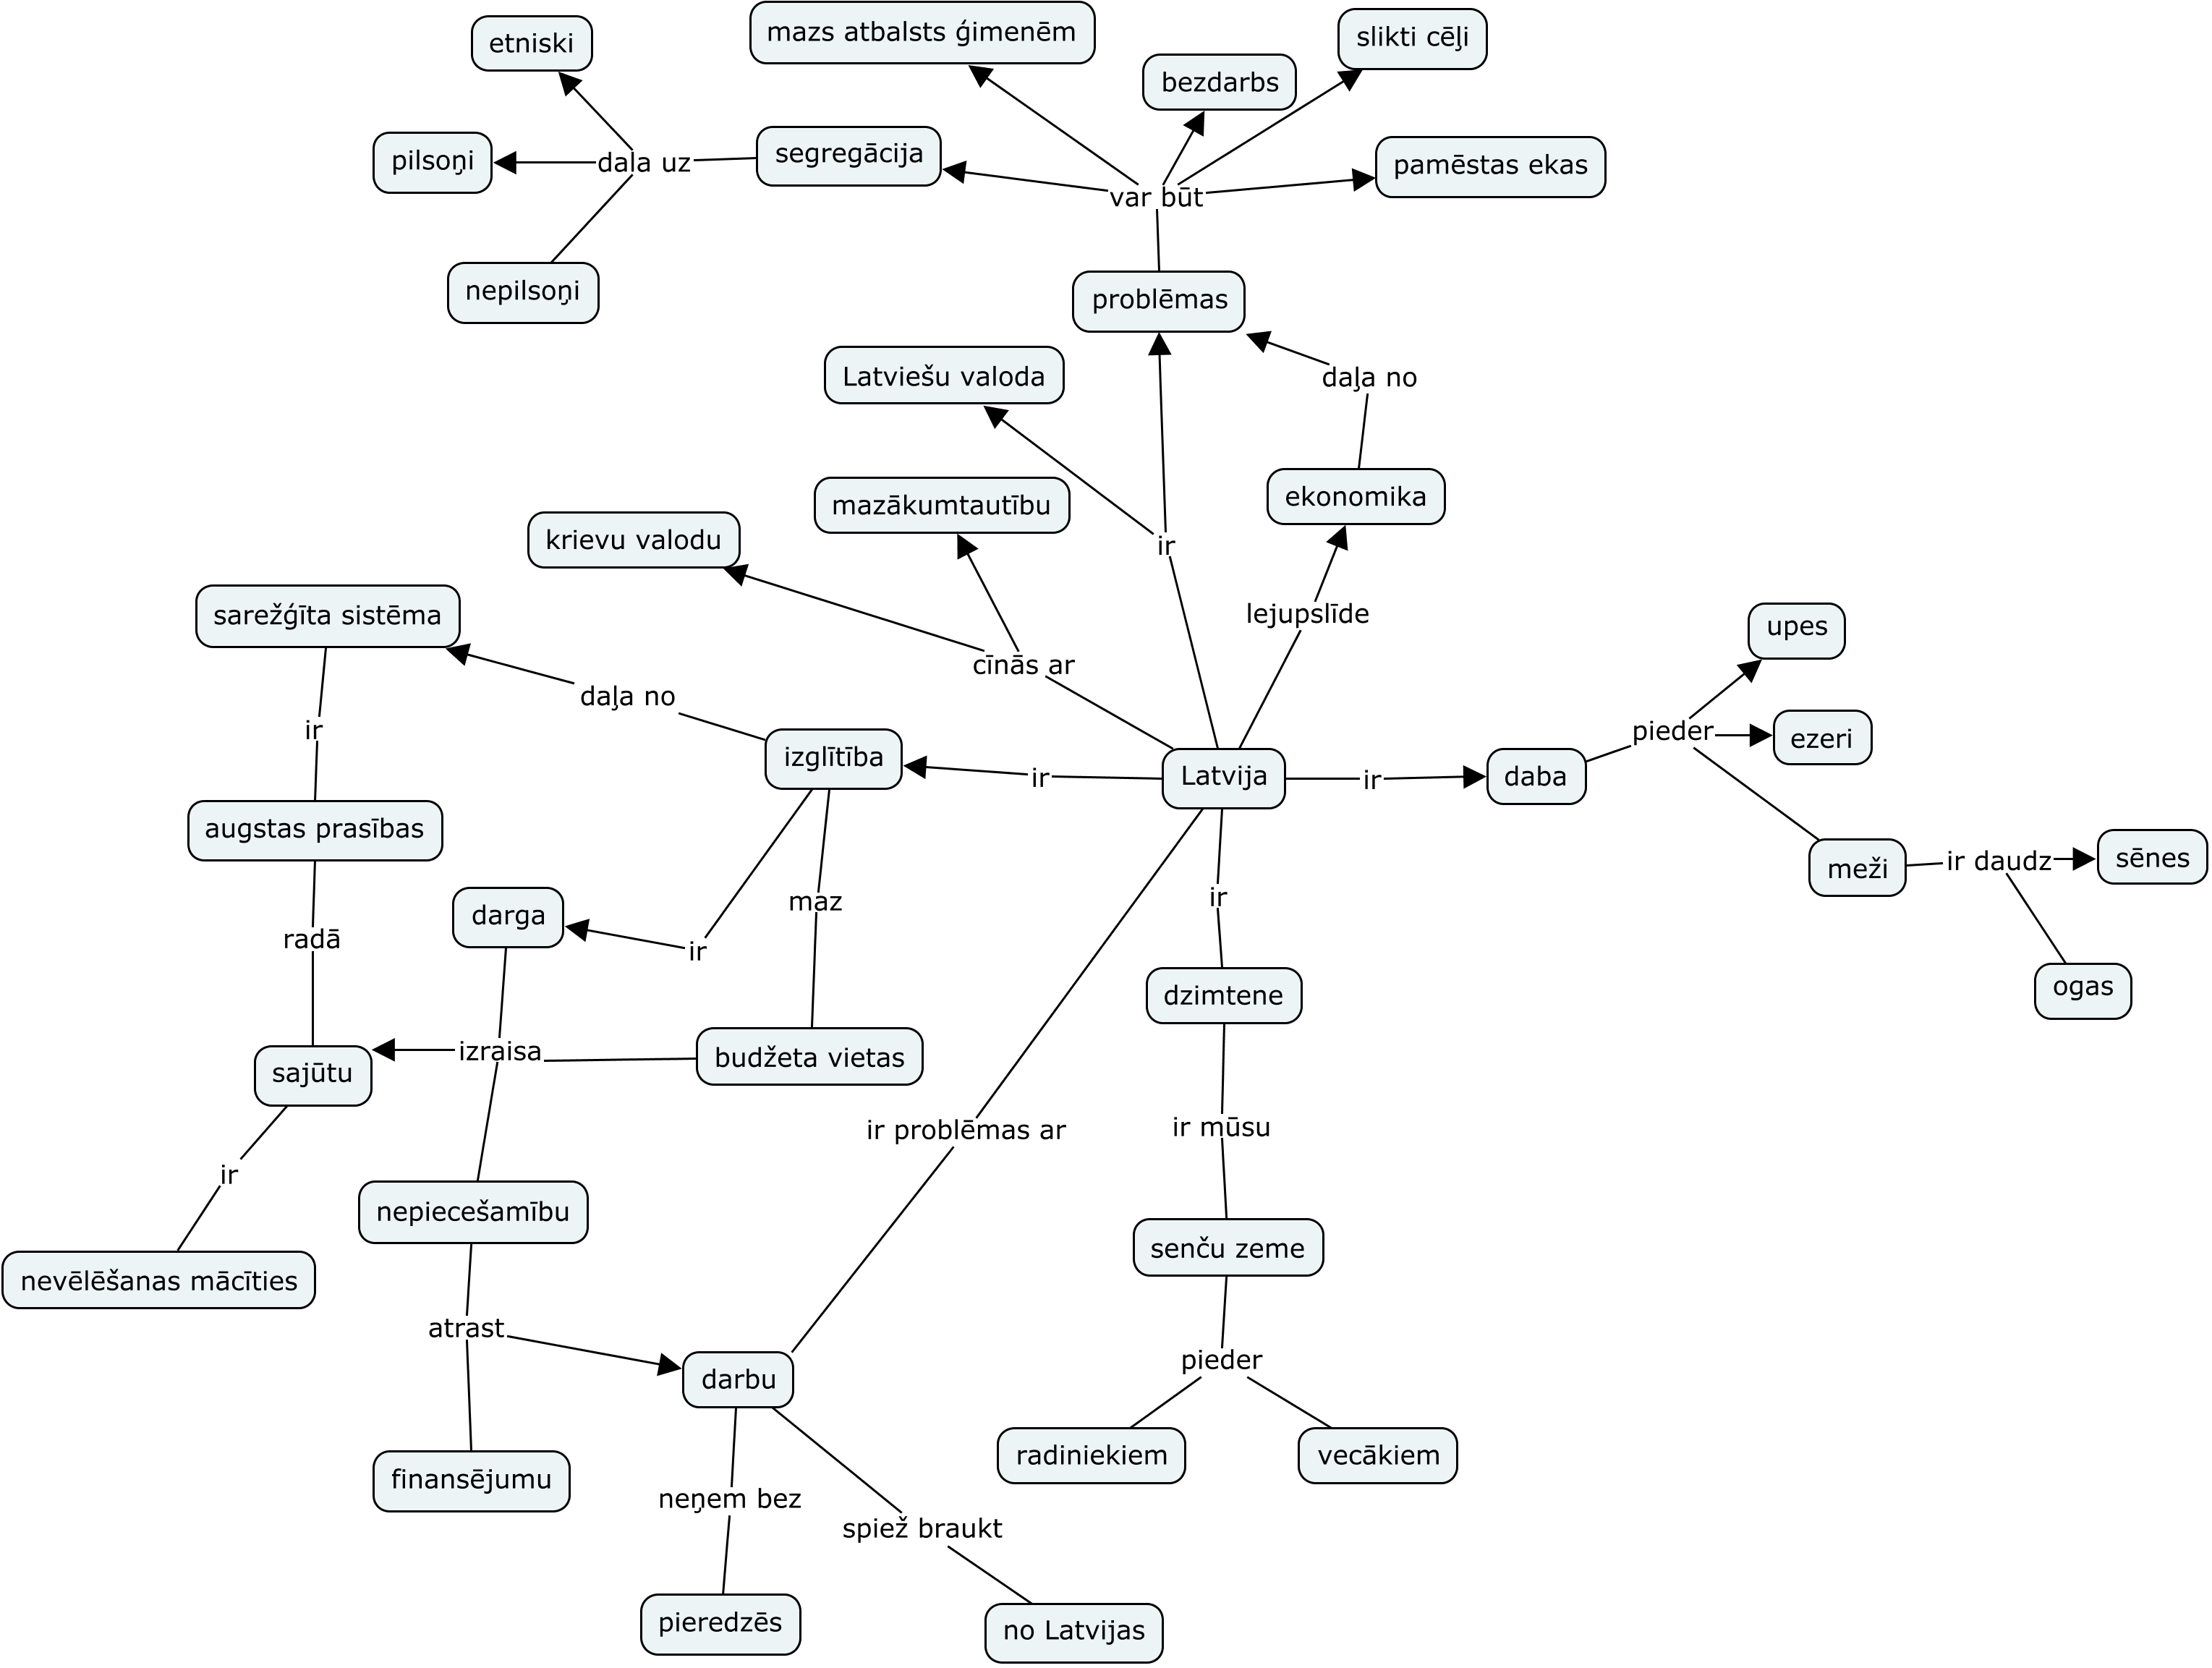 etniski
mazs atbalsts ģimenēm
slikti cēļi
bezdarbs
pilsoņi
daļa uz
segregācija
pamēstas ekas
var būt
nepilsoņi
problēmas
Latviešu valoda
daļa no
ekonomika
mazākumtautību
krievu valodu
ir
sarežģīta sistēma
lejupslīde
upes
cīnās ar
daļa no
ir
pieder
ezeri
izglītība
ir
Latvija
ir
daba
augstas prasības
meži
ir daudz
sēnes
darga
maz
ir
radā
ir
ogas
dzimtene
sajūtu
izraisa
budžeta vietas
ir problēmas ar
ir mūsu
ir
nepiecešamību
senču zeme
nevēlēšanas mācīties
atrast
pieder
darbu
radiniekiem
vecākiem
finansējumu
neņem bez
spiež braukt
pieredzēs
no Latvijas